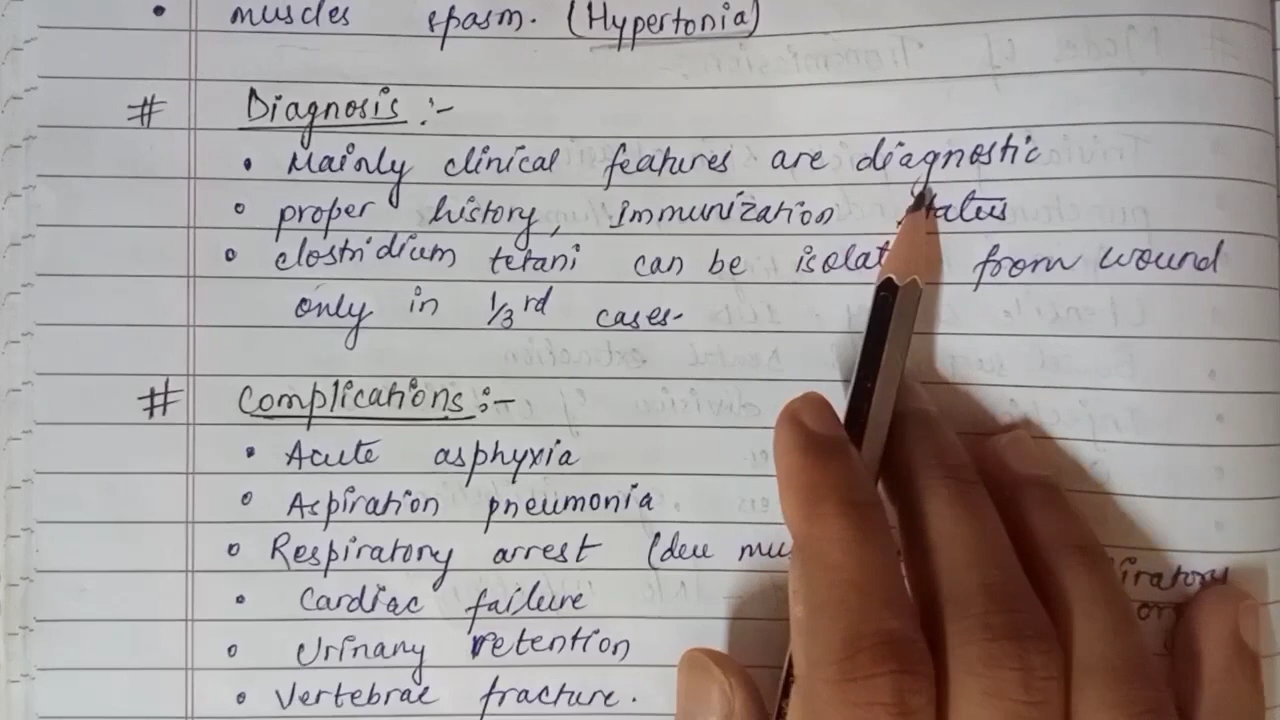 • muscles spasm. (Hypertonia)
# Diagnosis :-
• Mainly clinical features are diagnostic
• proper history, Immunization status
• clostridium tetani can be isolat from wound
only in 1/3rd cases.
# Complications :-
• Acute asphyxia
• Aspiration pneumonia
• Respiratory arrest (due mu iratory
• Cardiac failure
• Urinary retention
• Vertebrae fracture.